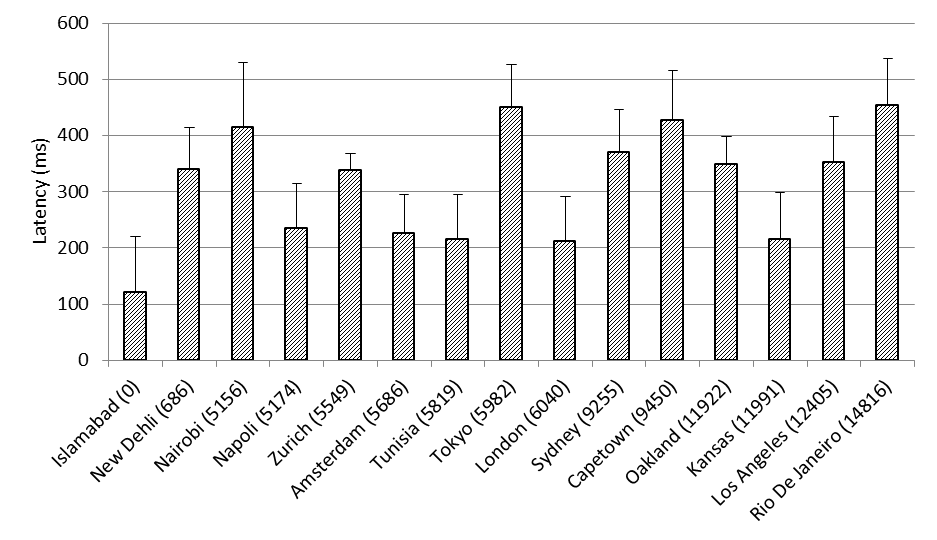 600
500
400
300
200
100
0
Latency (ms)
Islamabad (0)
New Dehli (686)
Nairobi (5156)
Napoli (5174)
Zurich (5549)
Amsterdam (5686)
Tunisia (5819)
Tokyo (5982)
London (6040)
Sydney (9255)
Capetown (9450)
Oakland (11922)
Kansas (11991)
Los Angeles (12405)
Rio De Janeiro (14816)